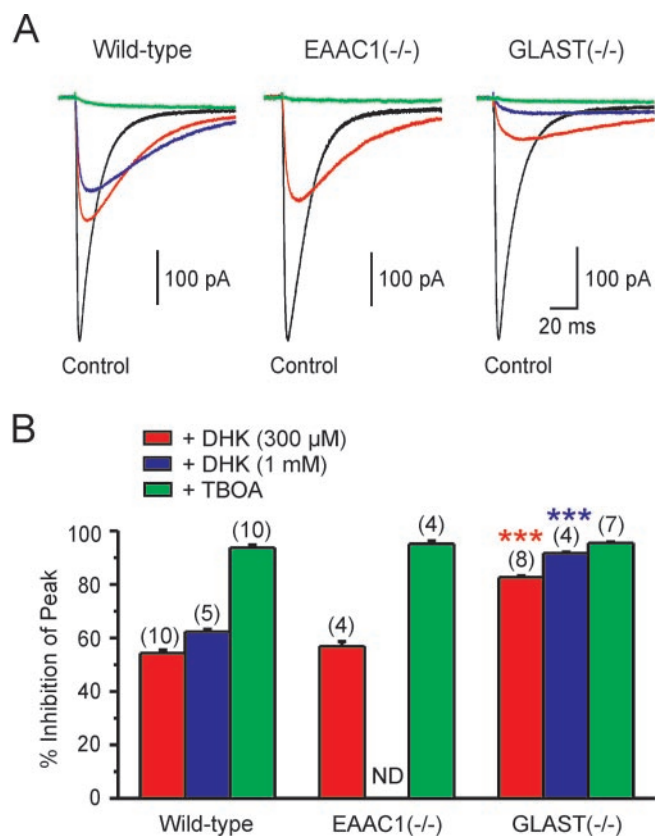 A
Wild-type EAAC1(-/-) GLAST(-/-)
100 pA 100 pA 100 pA
20 ms
Control Control Control
B
+ DHK (300 µM)
+ DHK (1 mM)
+ TBOA
% Inhibition of Peak
100
80
60
40
20
0
(10) (5) (10) (4) ND (4) *** (8) *** (4) (7)
Wild-type EAAC1(-/-) GLAST(-/-)